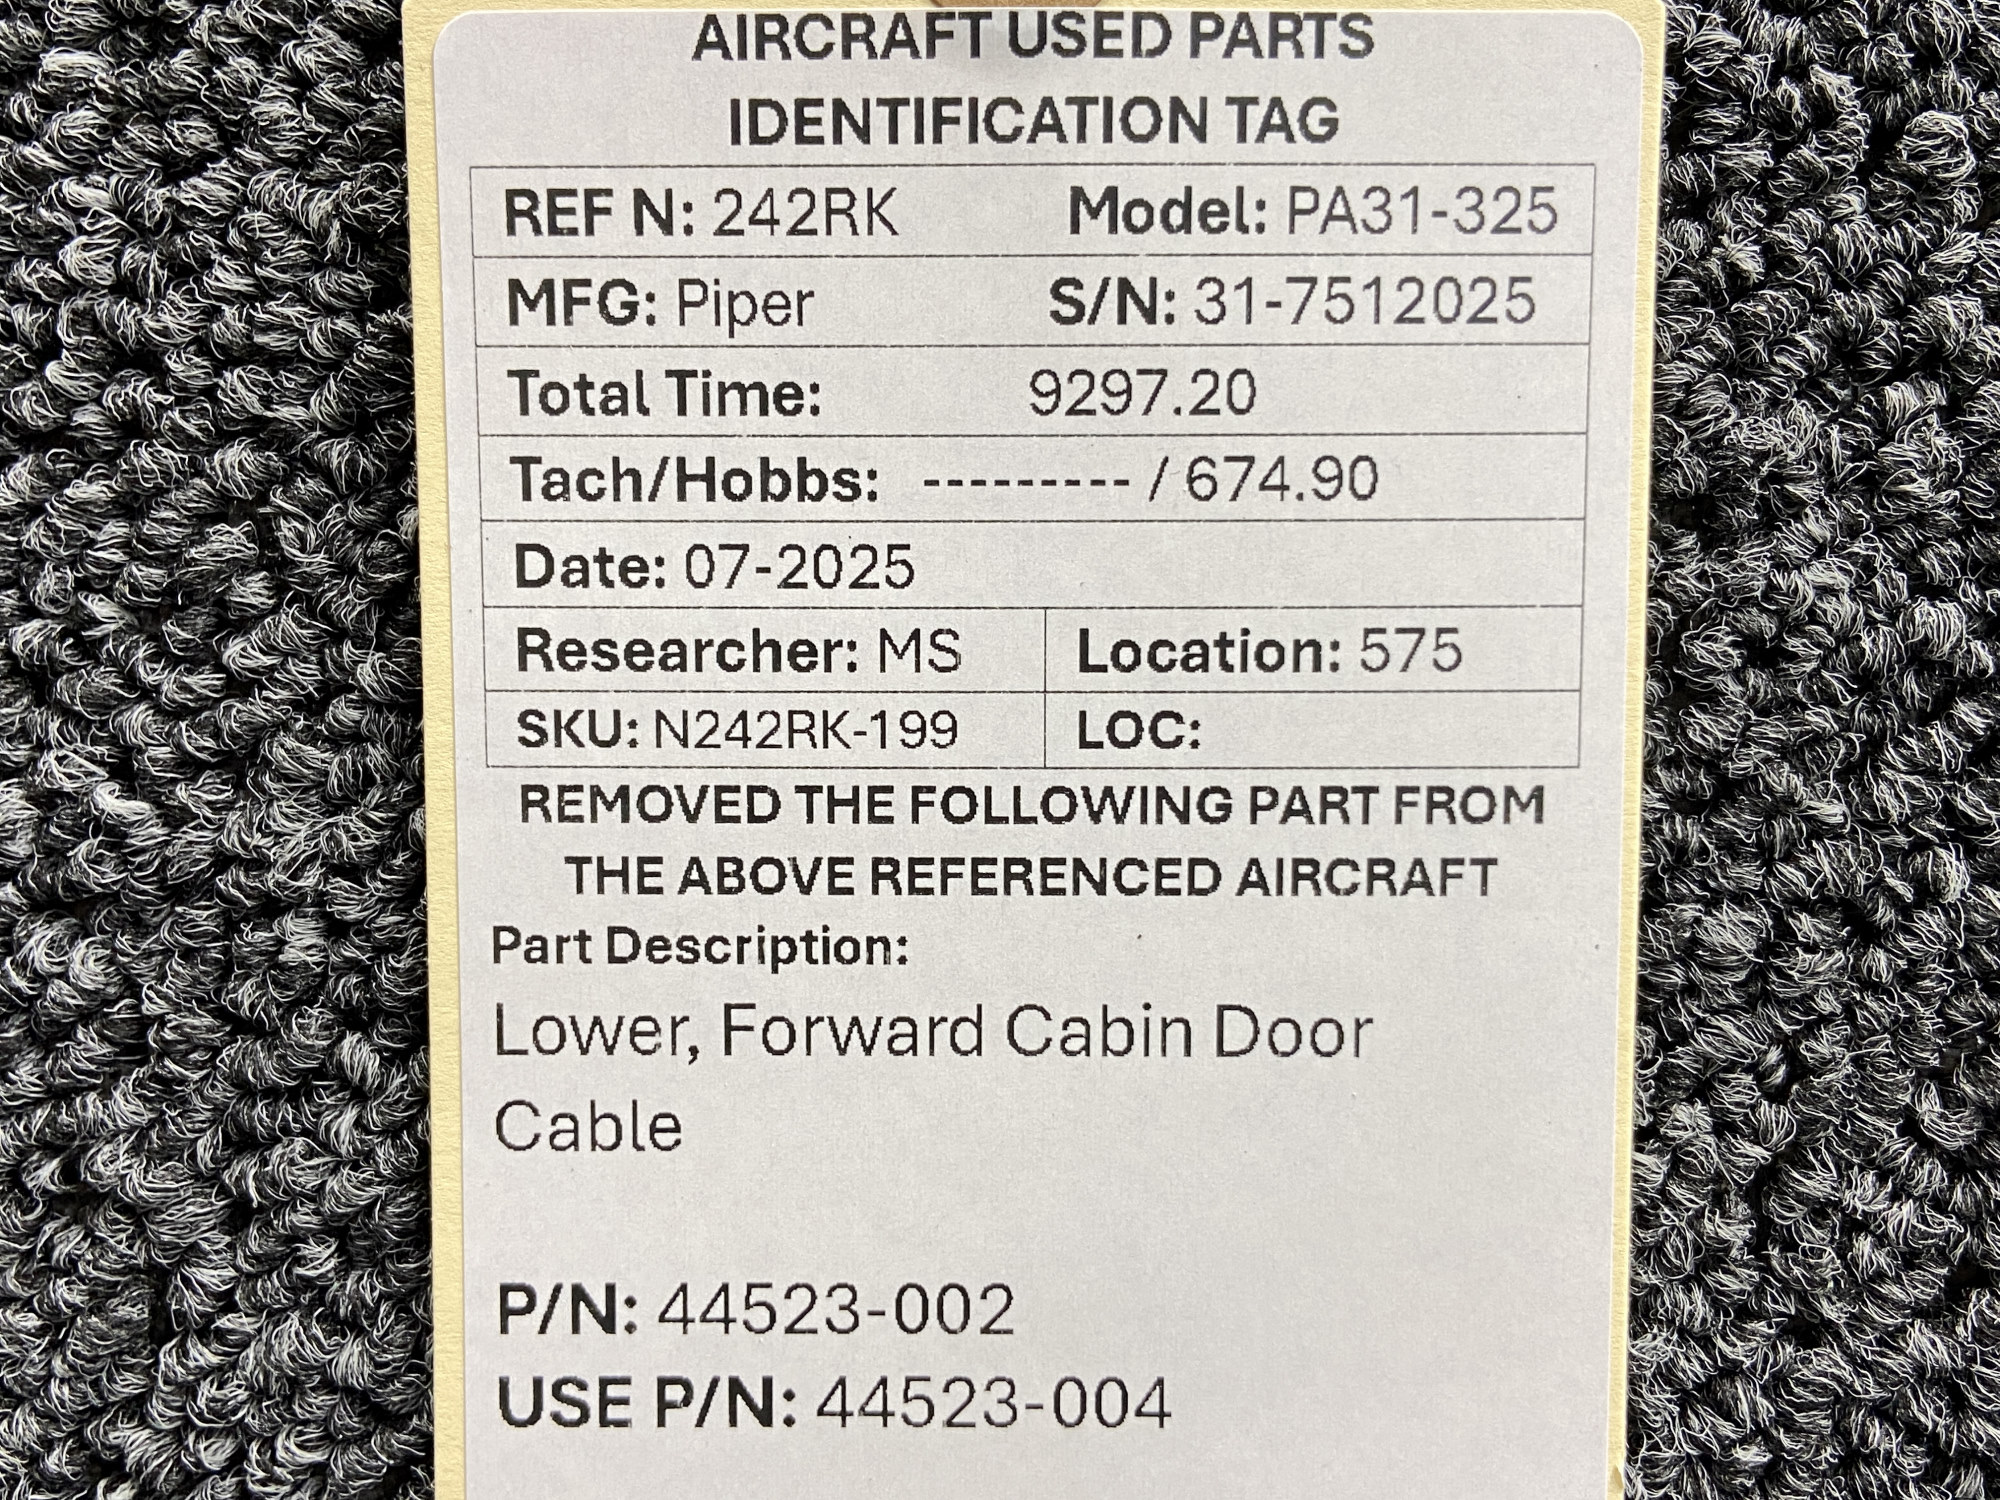 AIRCRAFT USED PARTS
IDENTIFICATION TAG
REF N: 242RK Model: PA31-325
MFG: Piper S/N: 31-7512025
Total Time: 9297.20
Tach/Hobbs: --------- / 674.90
Date: 07-2025
Researcher: MS Location: 575
SKU: N242RK-199 LOC:
REMOVED THE FOLLOWING PART FROM
THE ABOVE REFERENCED AIRCRAFT
Part Description:
Lower, Forward Cabin Door
Cable
P/N: 44523-002
USE P/N: 44523-004